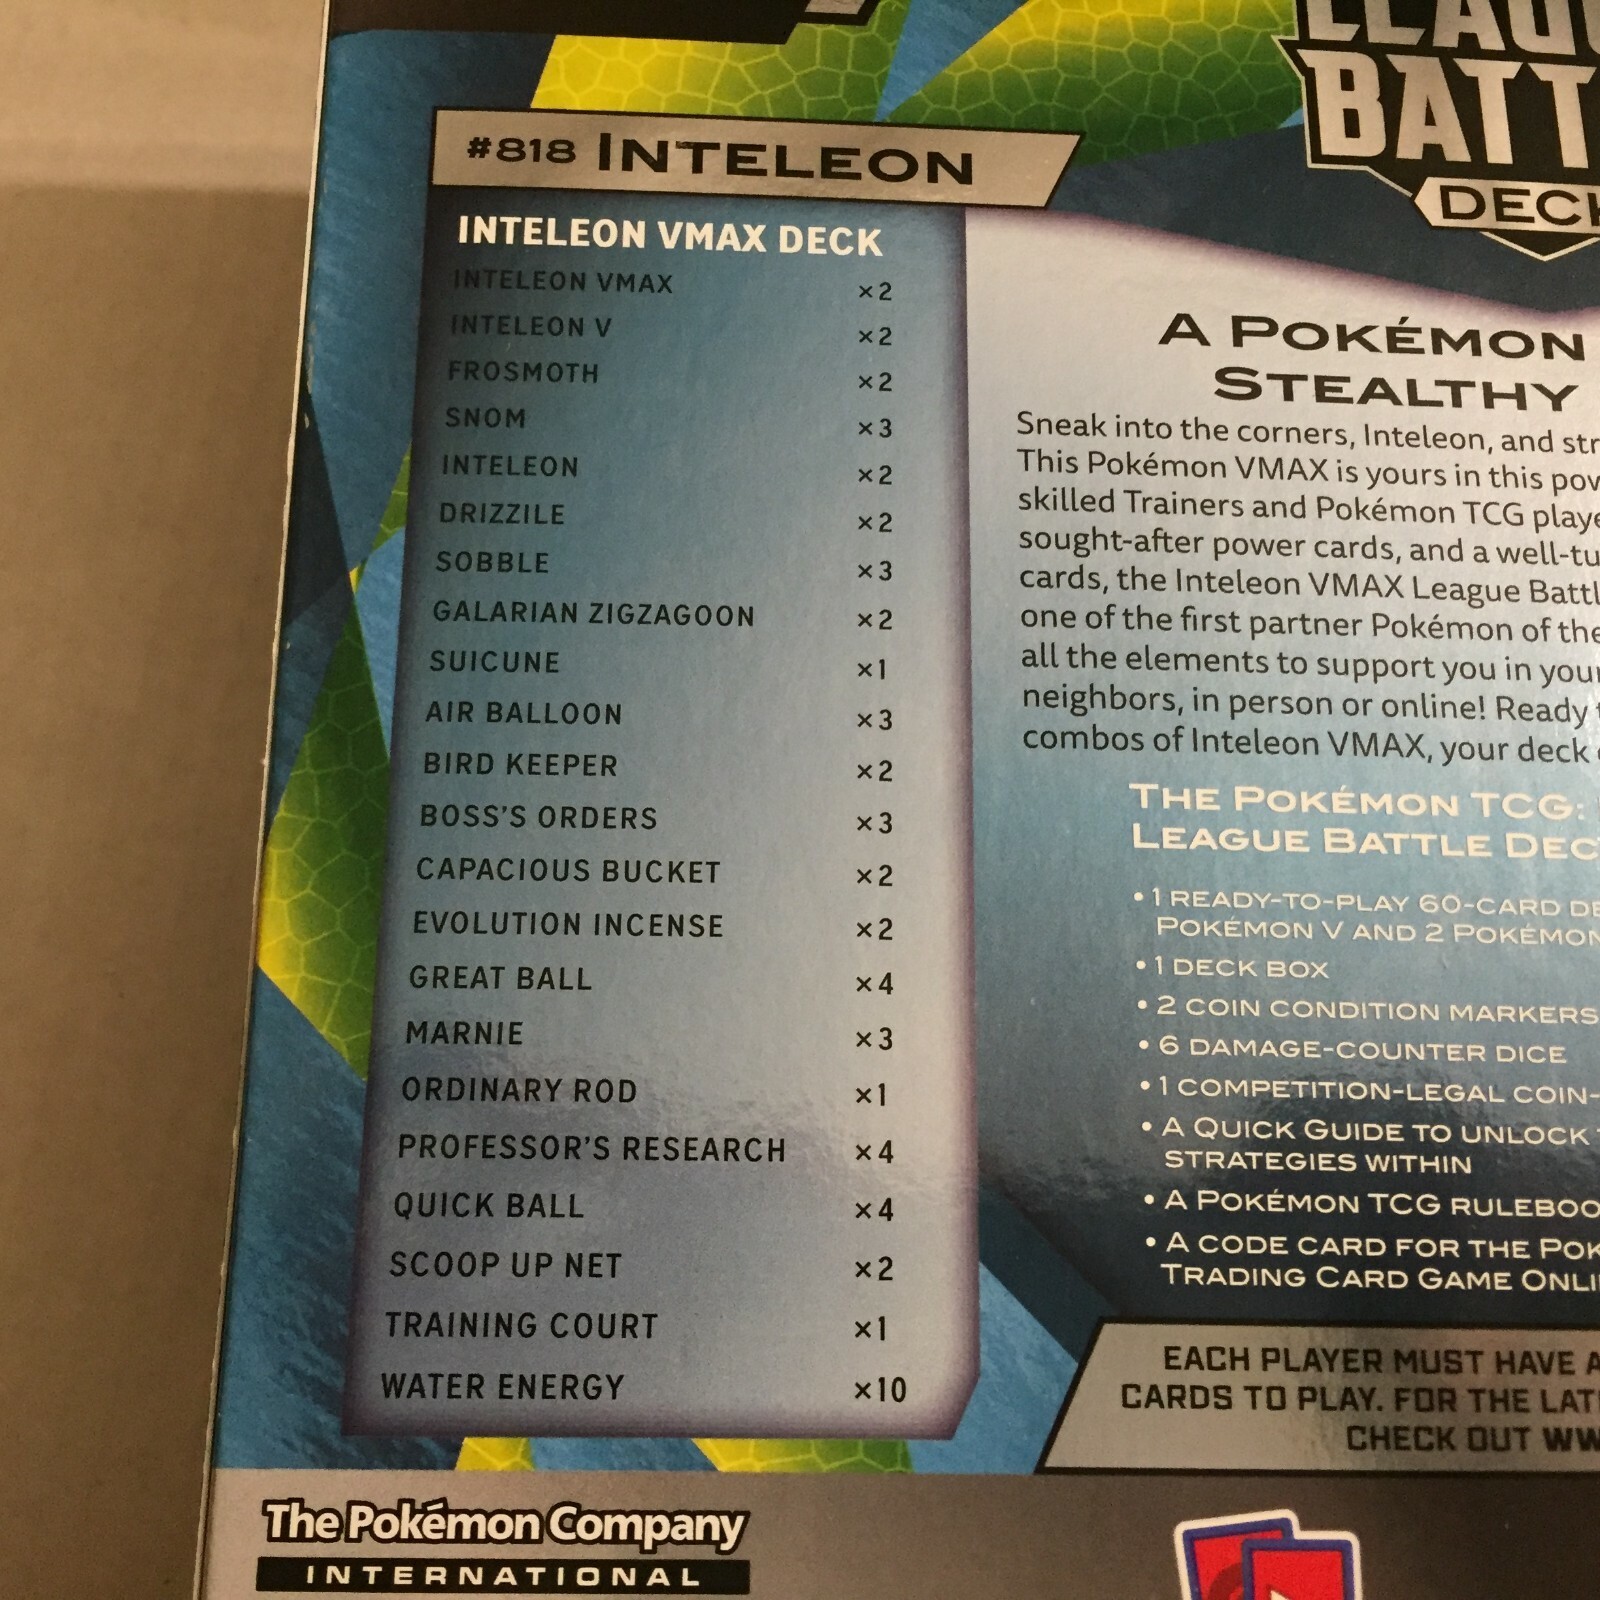 LEAGU
BATT
DECK
#818 INTELEON
INTELEON VMAX DECK
INTELEON VMAX ×2
INTELEON V ×2
FROSMOTH ×2
SNOM ×3
INTELEON ×2
DRIZZILE ×2
SOBBLE ×3
GALARIAN ZIGZAGOON ×2
SUICUNE ×1
AIR BALLOON ×3
BIRD KEEPER ×2
BOSS'S ORDERS ×3
CAPACIOUS BUCKET ×2
EVOLUTION INCENSE ×2
GREAT BALL ×4
MARNIE ×3
ORDINARY ROD ×1
PROFESSOR'S RESEARCH ×4
QUICK BALL ×4
SCOOP UP NET ×2
TRAINING COURT ×1
WATER ENERGY ×10
A POKÉMON
STEALTHY
Sneak into the corners, Inteleon, and str
This Pokémon VMAX is yours in this pow
skilled Trainers and Pokémon TCG playe
sought-after power cards, and a well-tu
cards, the Inteleon VMAX League Battl
one of the first partner Pokémon of the
all the elements to support you in your
neighbors, in person or online! Ready
combos of Inteleon VMAX, your deck
THE POKÉMON TCG:
LEAGUE BATTLE DEC
• 1 READY-TO-PLAY 60-CARD DE
POKÉMON V AND 2 POKÉMON
• 1 DECK BOX
• 2 COIN CONDITION MARKERS
• 6 DAMAGE-COUNTER DICE
• 1 COMPETITION-LEGAL COIN-
• A QUICK GUIDE TO UNLOCK
STRATEGIES WITHIN
• A POKÉMON TCG RULEBOO
• A CODE CARD FOR THE POK
TRADING CARD GAME ONLI
EACH PLAYER MUST HAVE A
CARDS TO PLAY. FOR THE LAT
CHECK OUT WW
The Pokémon Company
INTERNATIONAL